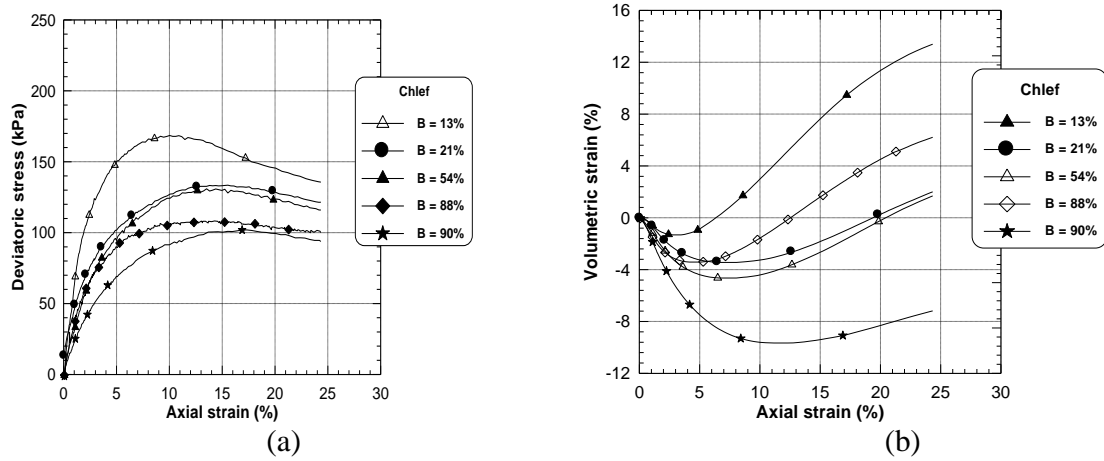 250
200
150
100
50
0
Deviatoric stress (kPa)
0 5 10 15 20 25 30
Axial strain (%)
Chlef
B = 13%
B = 21%
B = 54%
B = 88%
B = 90%
(a)
16
12
8
4
0
-4
-8
-12
Volumetric strain (%)
0 5 10 15 20 25 30
Axial strain (%)
Chlef
B = 13%
B = 21%
B = 54%
B = 88%
B = 90%
(b)